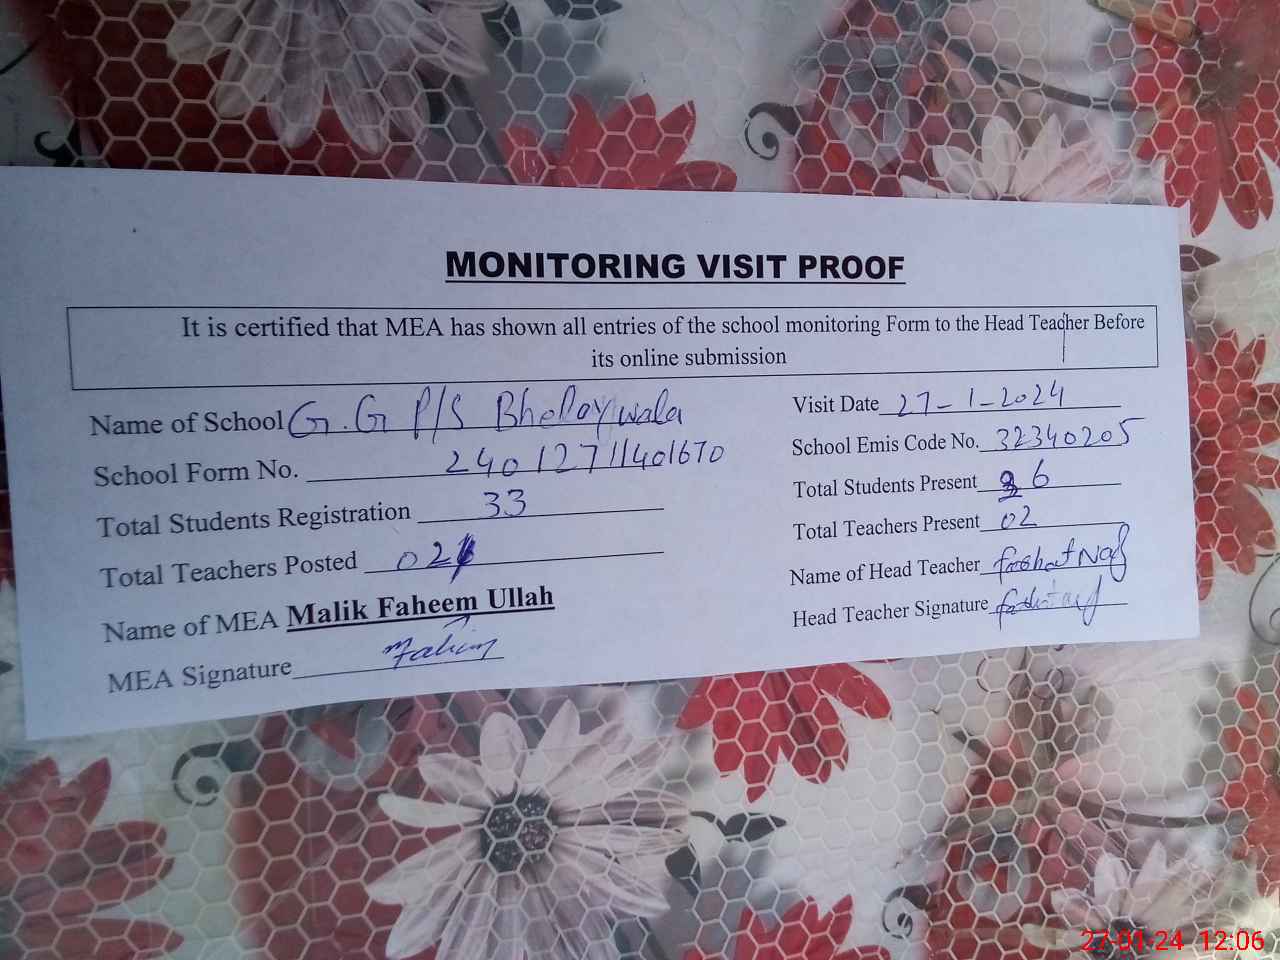 MONITORING VISIT PROOF
It is certified that MEA has shown all entries of the school monitoring Form to the Head Teacher Before
its online submission
Name of School G.G P/S
School Form No. 24012711401670
Total Students Registration 33
Total Teachers Posted 02
Name of MEA Malik Faheem Ullah
MEA Signature Fahim
Visit Date 27-1-2024
School Emis Code No. 32340205
Total Students Present
Total Teachers Present 02
Name of Head Teacher
Head Teacher Signature
27-01-24 12:06